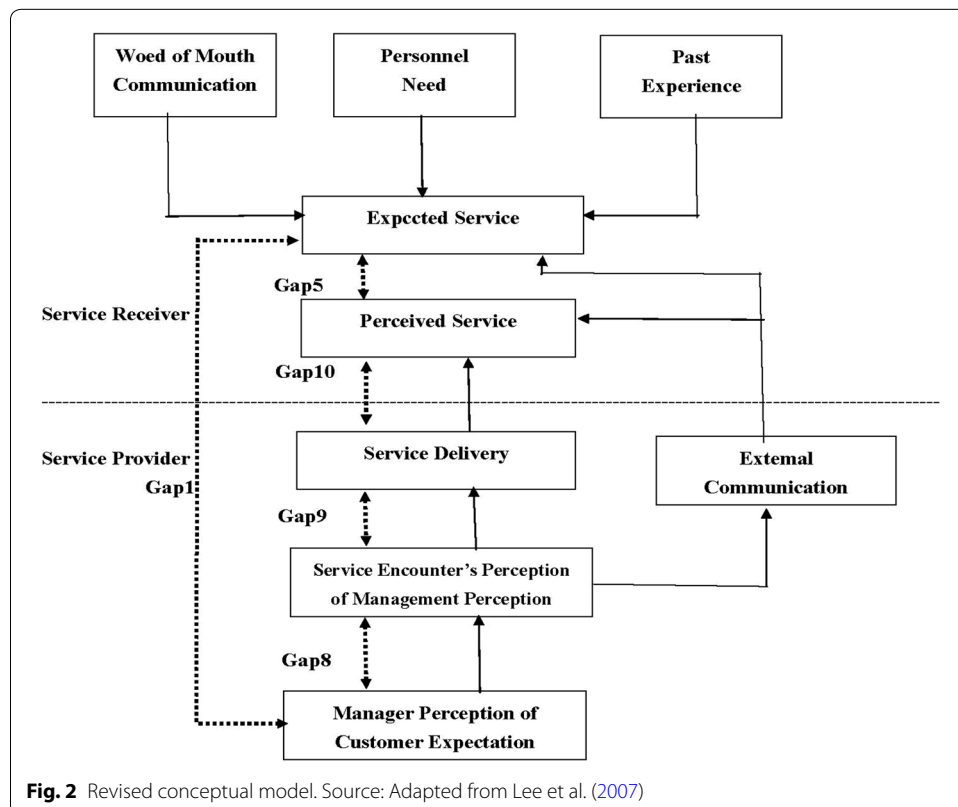 Woed of Mouth
Communication
Personnel
Need
Past
Experience
Expccted Service
Gap5
Service Receiver
Perceived Service
Gap10
Service Provider
Gap1
Service Delivery
Extemal
Communication
Gap9
Service Encounter's Perception
of Management Perception
Gap8
Manager Perception of
Customer Expectation
Fig. 2 Revised conceptual model. Source: Adapted from Lee et al. (2007)